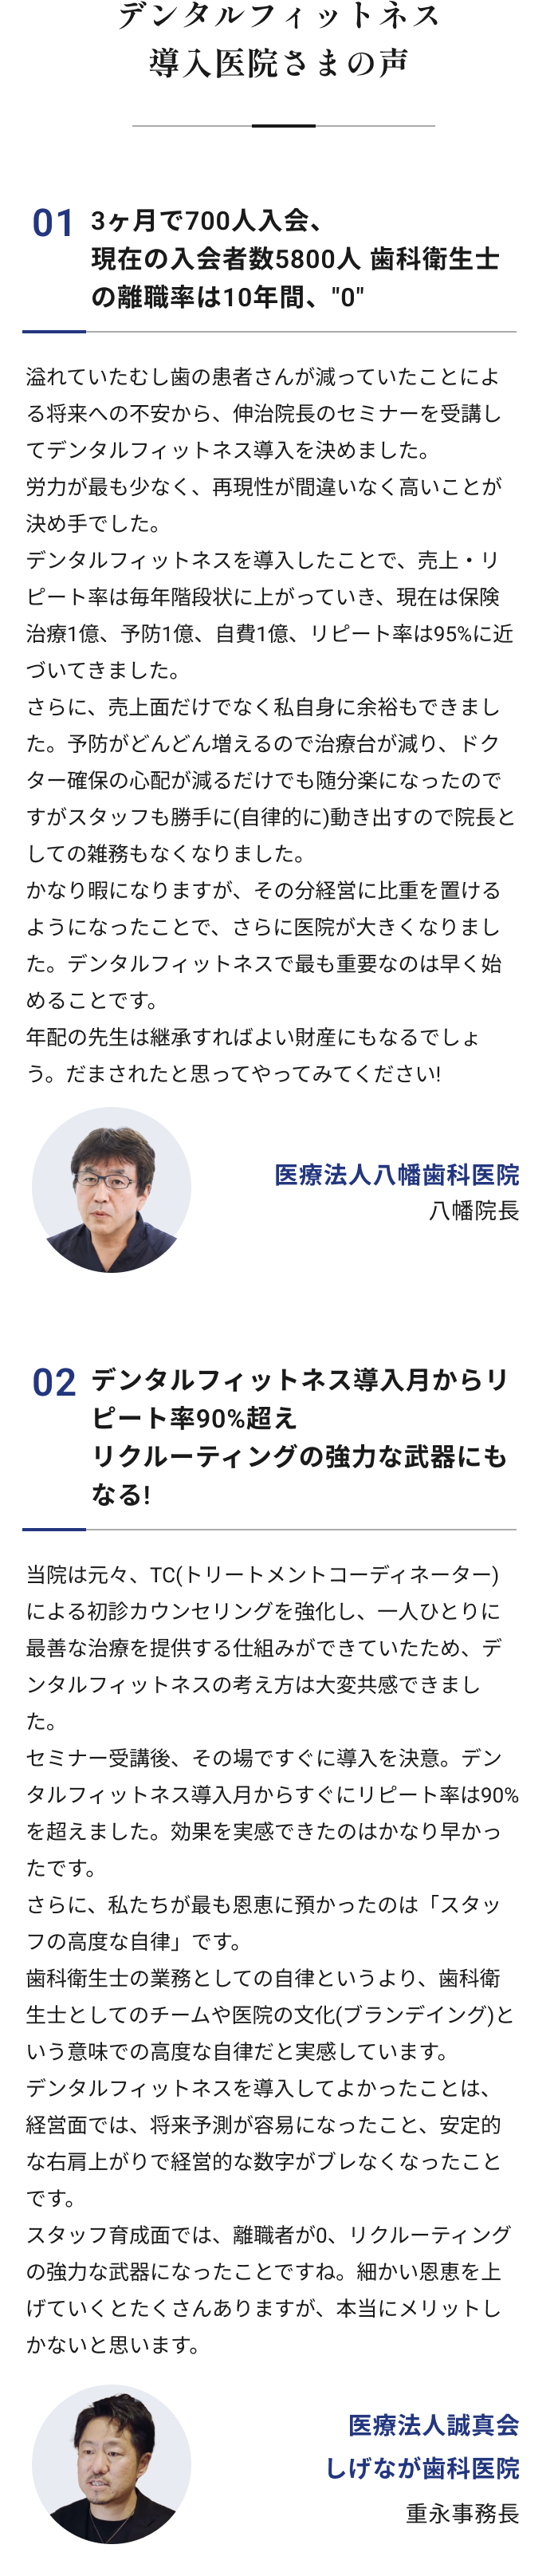 デンタルフィットネス
導入医院さまの声
01 3ヶ月で700人入会、
現在の入会者数5800人 歯科衛生士
の離職率は10年間、"0"
溢れていたむし歯の患者さんが減っていたことによ
る将来への不安から、伸治院長のセミナーを受講し
てデンタルフィットネス導入を決めました。
労力が最も少なく、再現性が間違いなく高いことが
決め手でした。
デンタルフィットネスを導入したことで、売上・リ
ピート率は毎年階段状に上がっていき、現在は保険
治療1億、予防1億、自費1億、リピート率は95%に近
づいてきました。
さらに、売上面だけでなく私自身に余裕もできまし
た。予防がどんどん増えるので治療台が減り、ドク
ター確保の心配が減るだけでも随分楽になったので
すがスタッフも勝手に(自律的に)動き出すので院長と
しての雑務もなくなりました。
かなり暇になりますが、その分経営に比重を置ける
ようになったことで、さらに医院が大きくなりまし
た。デンタルフィットネスで最も重要なのは早く始
めることです。
年配の先生は継承すればよい財産にもなるでしょ
う。だまされたと思ってやってみてください!
医療法人八幡歯科医院
八幡院長
02 デンタルフィットネス導入月からリ
ピート率90%超え
リクルーティングの強力な武器にも
なる!
当院は元々、TC(トリートメントコーディネーター)
による初診カウンセリングを強化し、一人ひとりに
最善な治療を提供する仕組みができていたため、デ
ンタルフィットネスの考え方は大変共感できまし
た。
セミナー受講後、その場ですぐに導入を決意。デン
タルフィットネス導入月からすぐにリピート率は90%
を超えました。効果を実感できたのはかなり早かっ
たです。
さらに、私たちが最も恩恵に預かったのは「スタッ
フの高度な自律」です。
歯科衛生士の業務としての自律というより、歯科衛
生士としてのチームや医院の文化(ブランデイング)と
いう意味での高度な自律だと実感しています。
デンタルフィットネスを導入してよかったことは、
経営面では、将来予測が容易になったこと、安定的
な右肩上がりで経営的な数字がブレなくなったこと
です。
スタッフ育成面では、離職者が0、リクルーティング
の強力な武器になったことですね。細かい恩恵を上
げていくとたくさんありますが、本当にメリットし
かないと思います。
医療法人誠真会
しげなが歯科医院
重永事務長